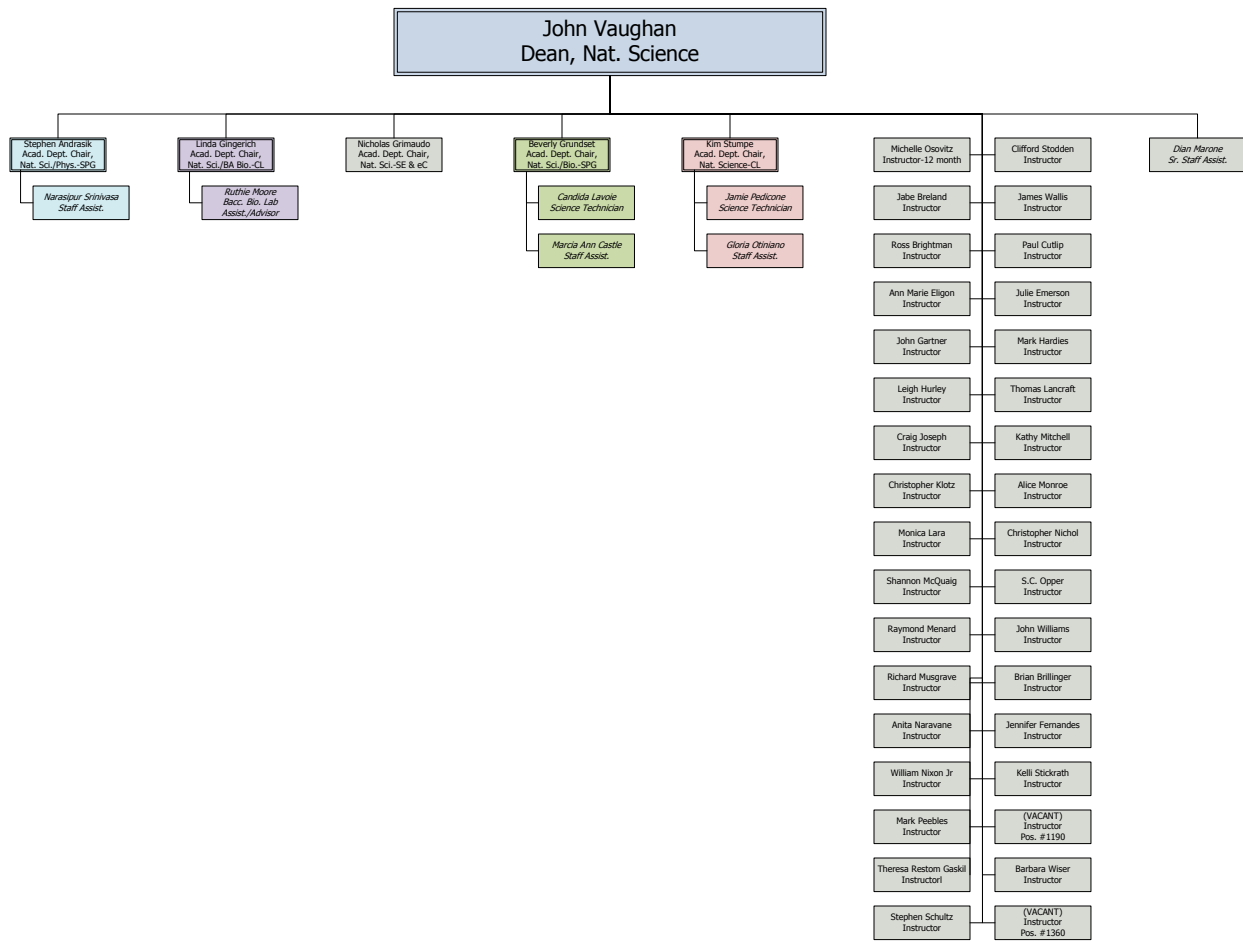 John Vaughan
Dean, Nat. Science
Stephen Andrasik
Acad. Dept. Chair,
Nat. Sci./Phys.-SPG
Narasipur Srinivasa
Staff Assist.
Linda Gingerich
Acad. Dept. Chair,
Nat. Sci./BA Bio.-CL
Ruthie Moore
Bacc. Bio. Lab
Assist./Advisor
Nicholas Grimaudo
Acad. Dept. Chair,
Nat. Sci.-SE & eC
Beverly Grundset
Acad. Dept. Chair,
Nat. Sci./Bio.-SPG
Candida Lavoie
Science Technician
Marcia Ann Castle
Staff Assist.
Kim Stumpe
Acad. Dept. Chair,
Nat. Science-CL
Jamie Pedicone
Science Technician
Gloria Otiniano
Staff Assist.
Michelle Osovitz
Instructor-12 month
Clifford Stodden
Instructor
Jabe Breland
Instructor
James Wallis
Instructor
Ross Brightman
Instructor
Paul Cutlip
Instructor
Ann Marie Eligon
Instructor
Julie Emerson
Instructor
John Gartner
Instructor
Mark Hardies
Instructor
Leigh Hurley
Instructor
Thomas Lancraft
Instructor
Craig Joseph
Instructor
Kathy Mitchell
Instructor
Christopher Klotz
Instructor
Alice Monroe
Instructor
Monica Lara
Instructor
Christopher Nichol
Instructor
Shannon McQuaig
Instructor
S.C. Opper
Instructor
Raymond Menard
Instructor
John Williams
Instructor
Richard Musgrave
Instructor
Brian Brillinger
Instructor
Anita Naravane
Instructor
Jennifer Fernandes
Instructor
William Nixon Jr
Instructor
Kelli Stickrath
Instructor
Mark Peebles
Instructor
(VACANT)
Instructor
Pos. #1190
Theresa Restom Gaskil
Instructorl
Barbara Wiser
Instructor
Stephen Schultz
Instructor
(VACANT)
Instructor
Pos. #1360
Dian Marone
Sr. Staff Assist.